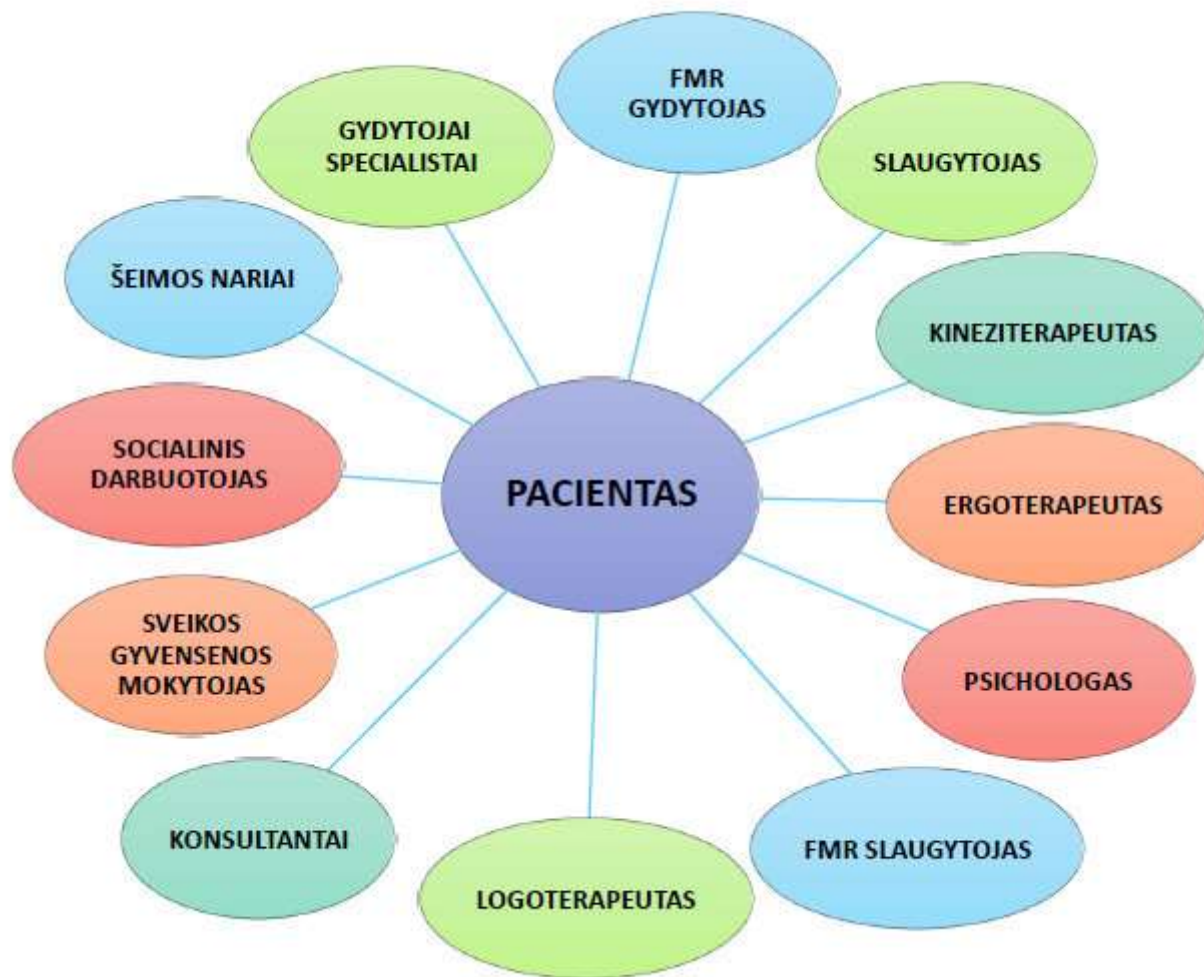 FMR
GYDYTOJAS
GYDYTOJAI
SPECIALISTAI
SLAUGYTOJAS
ŠEIMOS NARIAI
KINEZITERAPEUTAS
SOCIALINIS
DARBUOTOJAS
PACIENTAS
ERGOTERAPEUTAS
SVEIKOS
GYVENSENOS
MOKYTOJAS
PSICHOLOGAS
KONSULTANTAI
FMR SLAUGYTOJAS
LOGOTERAPEUTAS